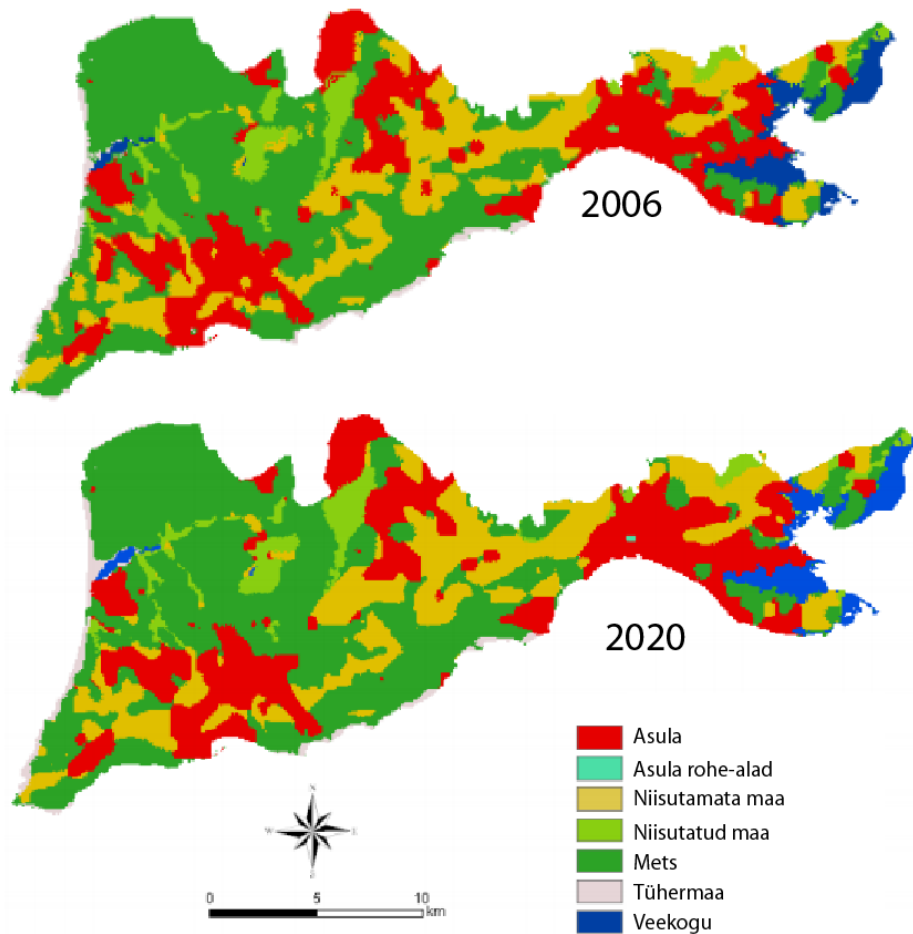 2006
2020
Asula
Asula rohe-alad
Niisutamata maa
Niisutatud maa
Mets
Tühermaa
Veekogu
N
W E
0 5 10
km